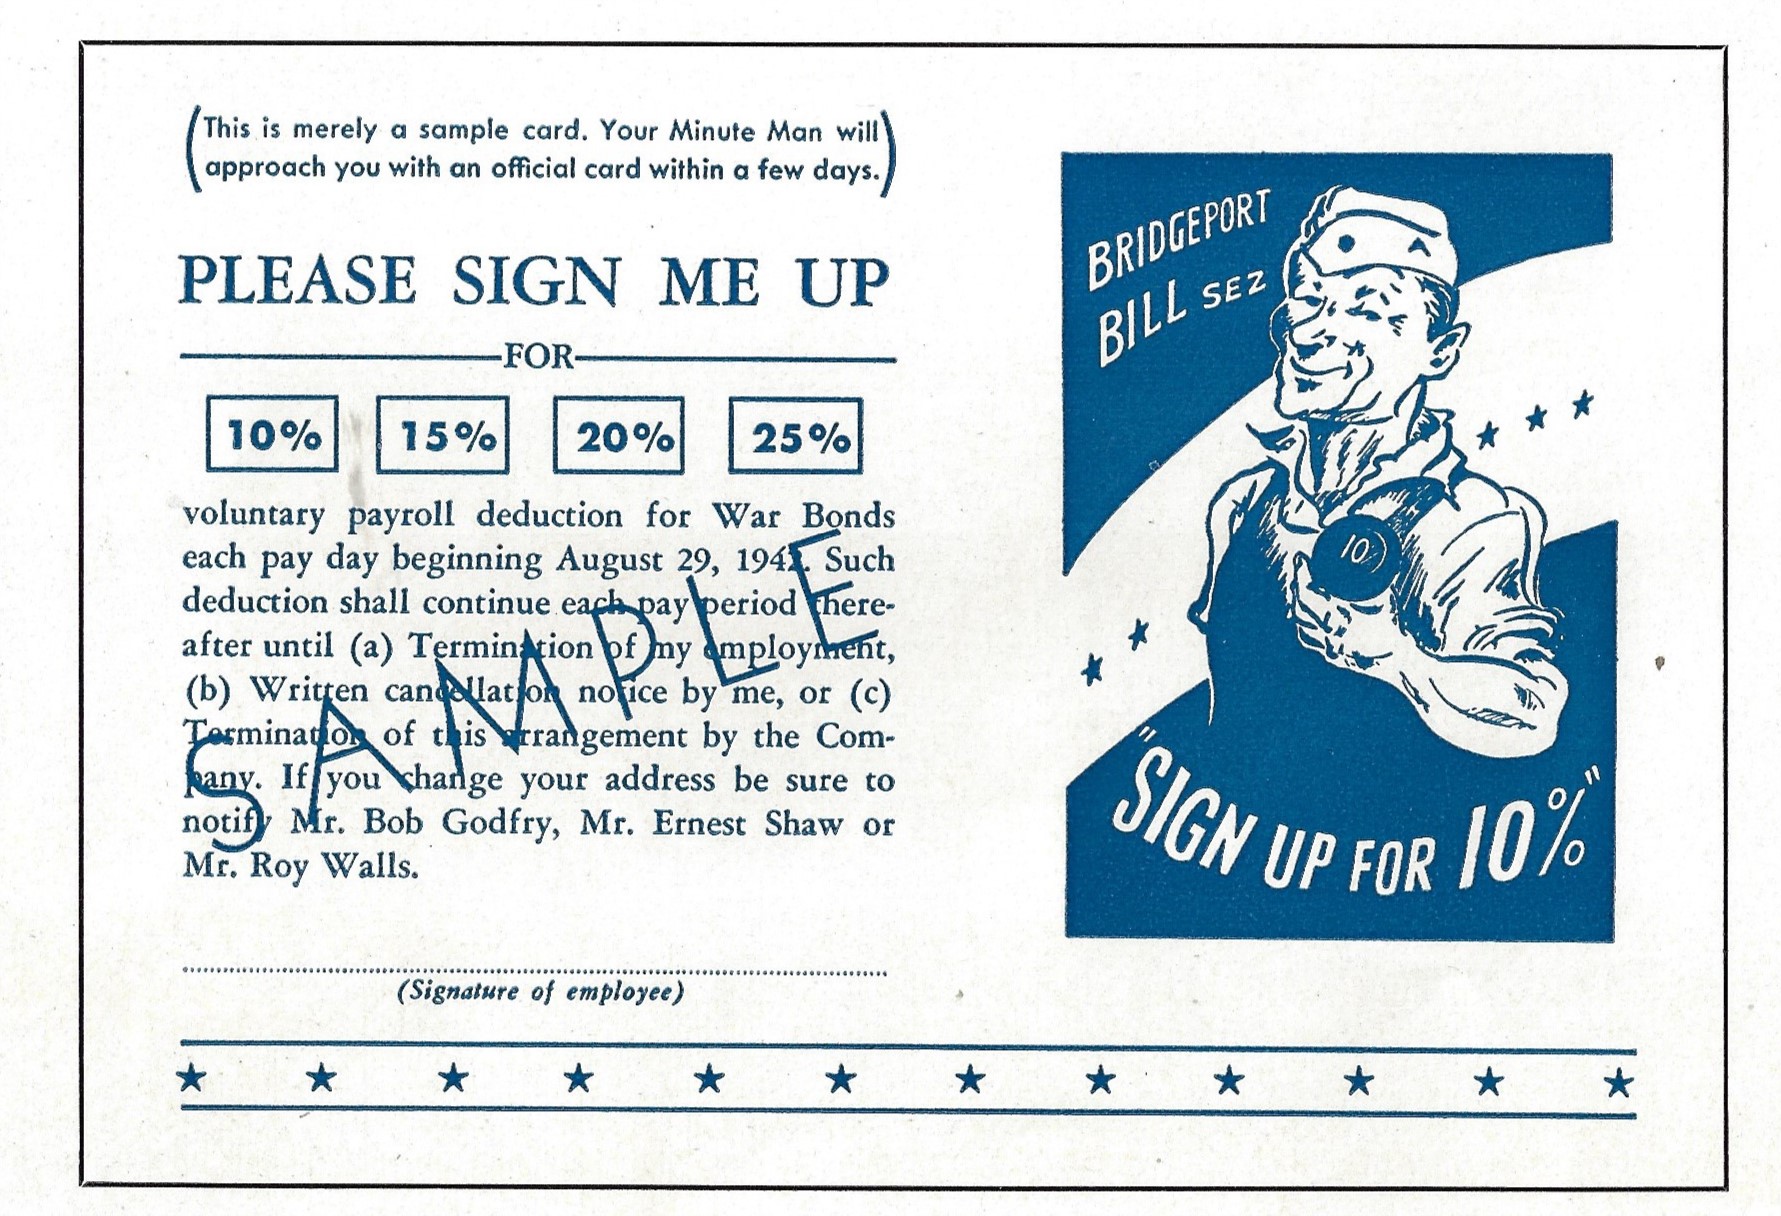 (This is merely a sample card. Your Minute Man will
approach you with an official card within a few days.)
PLEASE SIGN ME UP
FOR
10% 15% 20% 25%
voluntary payroll deduction for War Bonds
each pay day beginning August 29, 1942. Such
deduction shall continue each pay period there-
after until (a) Termination of my employment,
(b) Written cancellation notice by me, or (c)
Termination of this arrangement by the Com-
pany. If you change your address be sure to
notify Mr. Bob Godfry, Mr. Ernest Shaw or
Mr. Roy Walls.
SAMPLE
(Signature of employee)
BRIDGEPORT
BILL SEZ
10%
"SIGN UP FOR 10%"